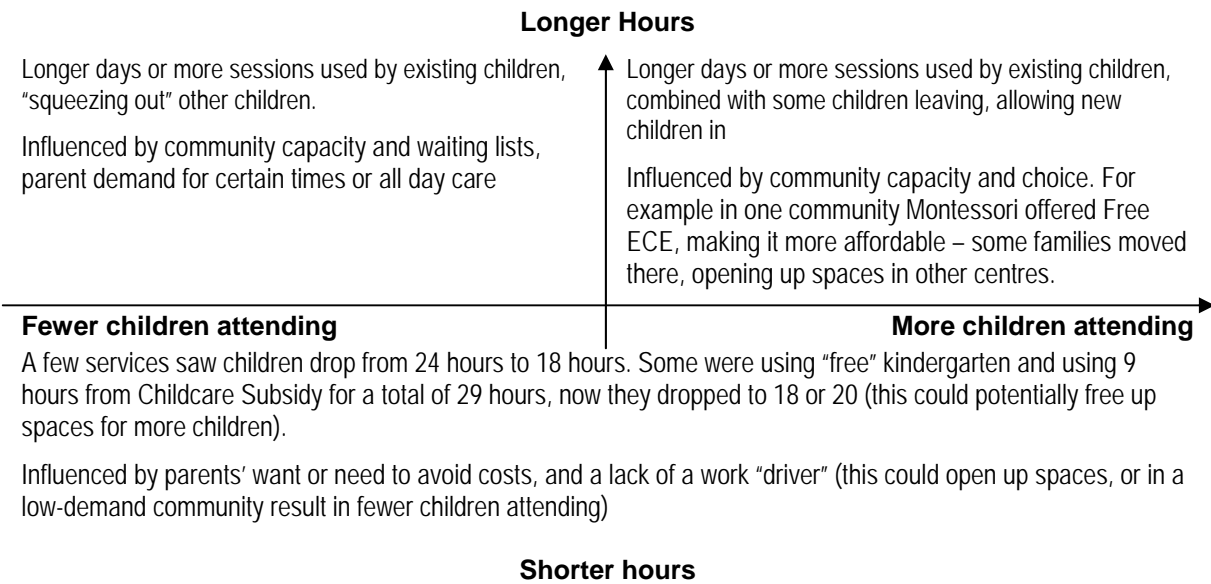 Longer Hours
Longer days or more sessions used by existing children,
“squeezing out” other children.
Influenced by community capacity and waiting lists,
parent demand for certain times or all day care
Longer days or more sessions used by existing children,
combined with some children leaving, allowing new
children in
Influenced by community capacity and choice. For
example in one community Montessori offered Free
ECE, making it more affordable – some families moved
there, opening up spaces in other centres.
Fewer children attending
More children attending
A few services saw children drop from 24 hours to 18 hours. Some were using “free” kindergarten and using 9
hours from Childcare Subsidy for a total of 29 hours, now they dropped to 18 or 20 (this could potentially free up
spaces for more children).
Influenced by parents’ want or need to avoid costs, and a lack of a work “driver” (this could open up spaces, or in a
low-demand community result in fewer children attending)
Shorter hours